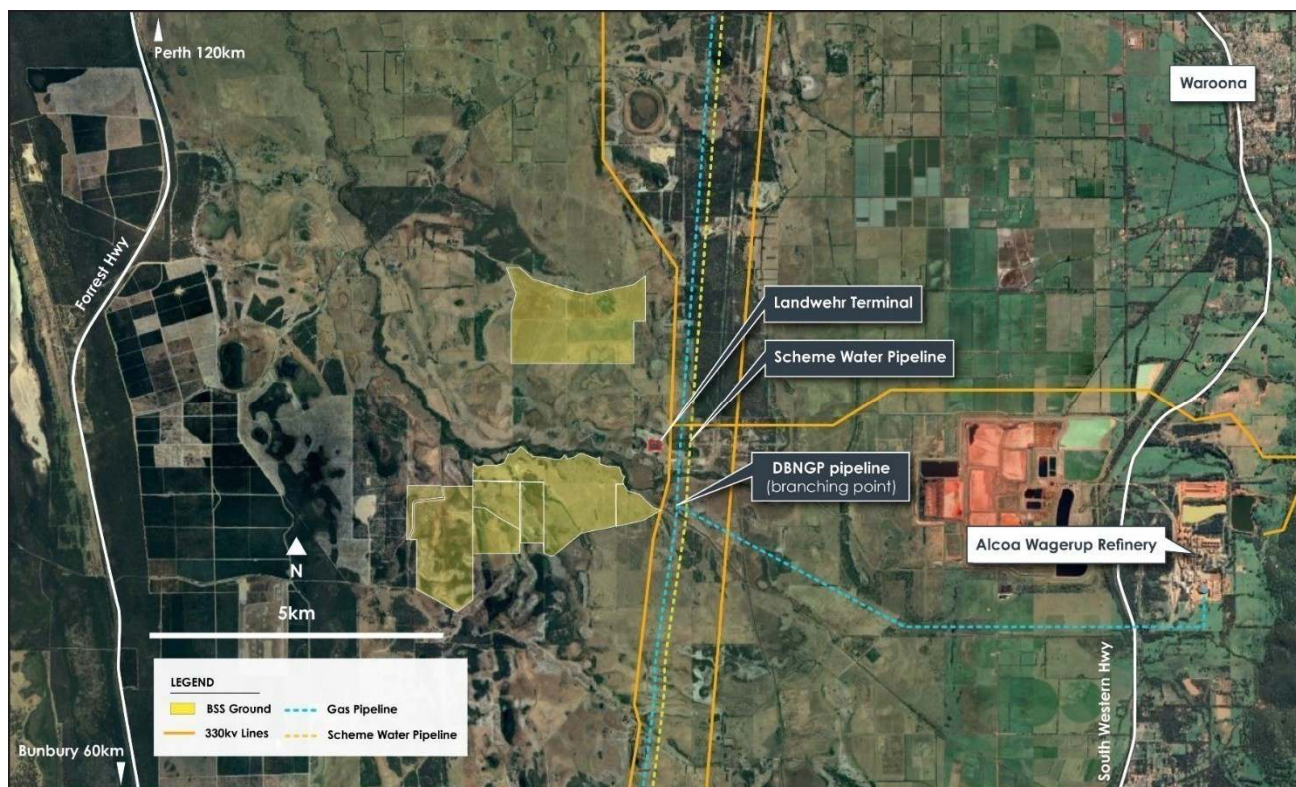 Perth 120km
Waroona
Forrest Hwy
Landwehr Terminal
Scheme Water Pipeline
DBNGP pipeline
(branching point)
Alcoa Wagerup Refinery
N
5km
South Western Hwy
LEGEND
BSS Ground
Gas Pipeline
330kv Lines
Scheme Water Pipeline
Bunbury 60km